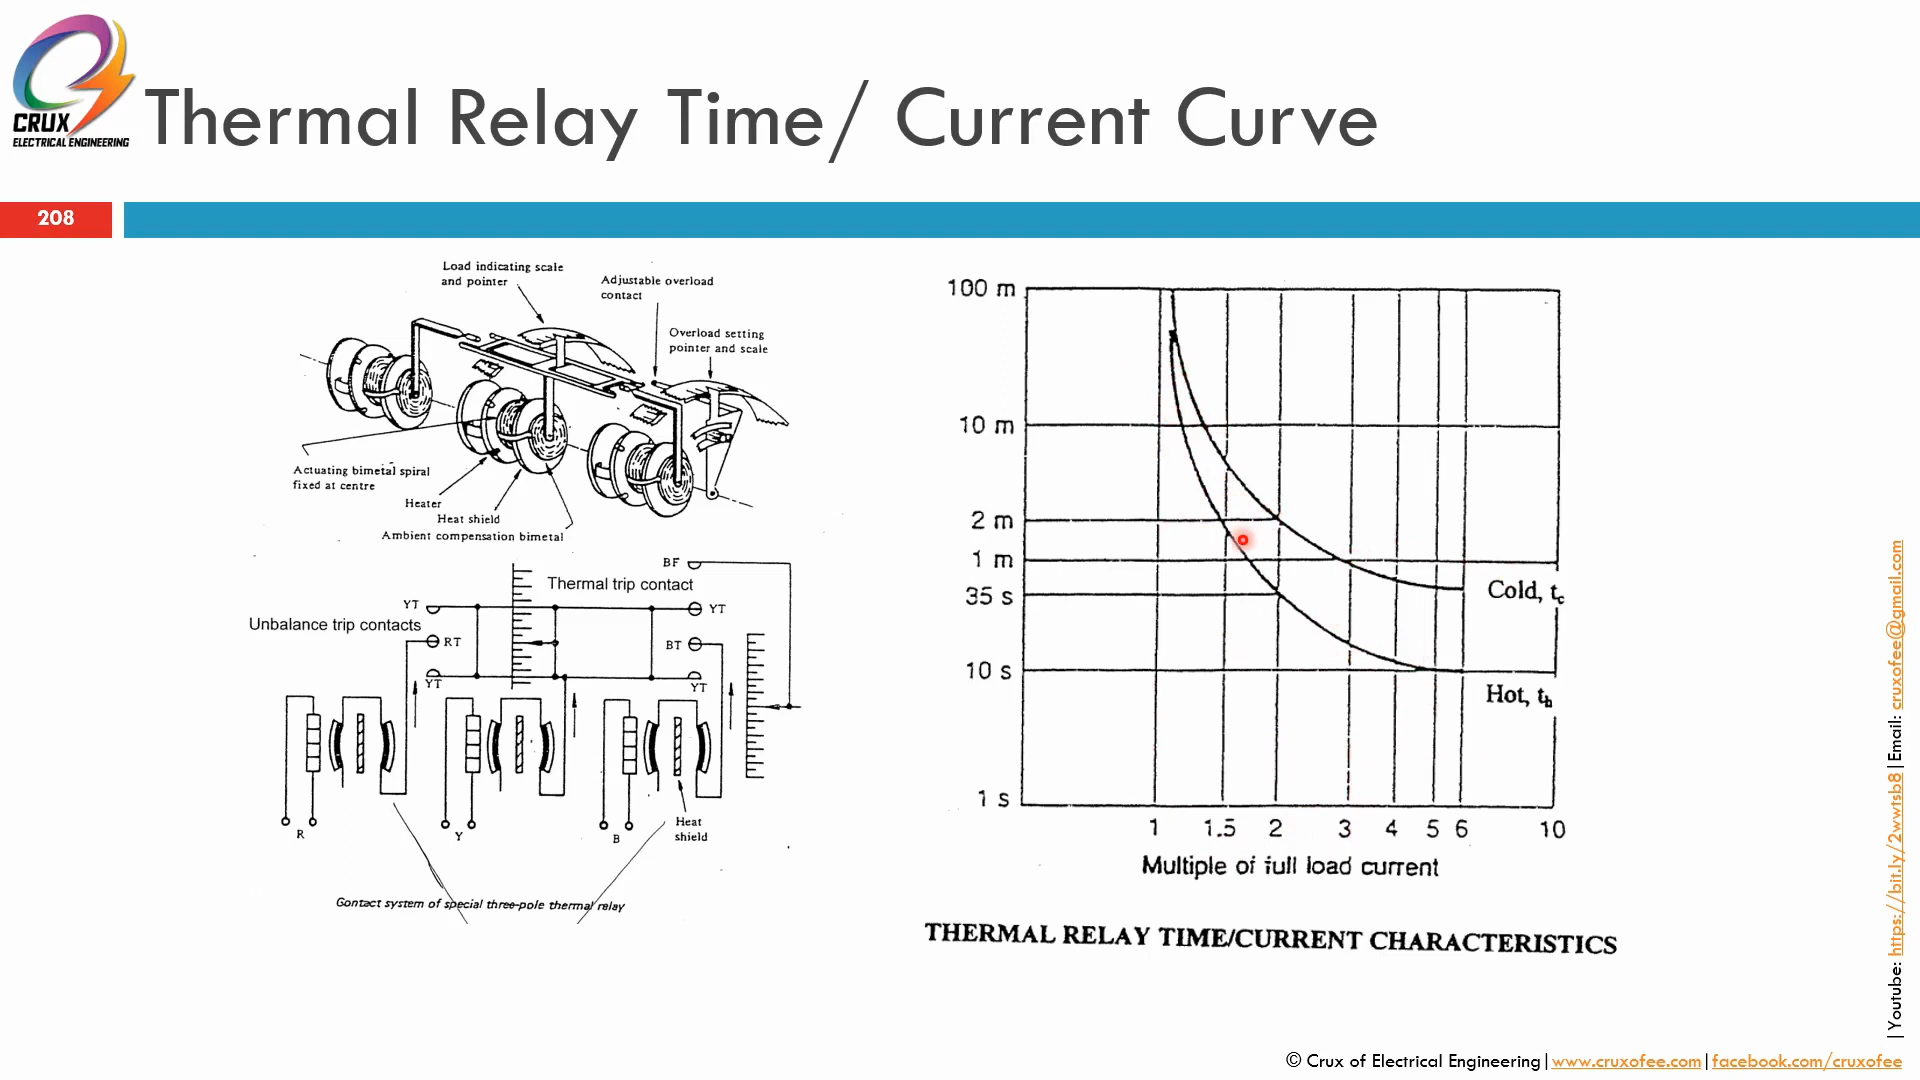 CRUX
ELECTRICAL ENGINEERING
Thermal Relay Time/ Current Curve
208
Load indicating scale
and pointer
Adjustable overload
contact
Overload setting
pointer and scale
Actuating bimetal spiral
fixed at centre
Heater
Heat shield
Ambient compensation bimetal
BF
Thermal trip contact
YT
YT
Unbalance trip contacts
RT
BT
YT
YT
R
Y
B
Heat
shield
Contact system of special three-pole thermal relay
100 m
10 m
2 m
1 m
35 s
10 s
1 s
Cold, tc
Hot, th
1 1.5 2 3 4 5 6 10
Multiple of full load current
THERMAL RELAY TIME/CURRENT CHARACTERISTICS
|Youtube: https://bit.ly/2wwtsb8|Email: cruxofee@gmail.com
© Crux of Electrical Engineering|www.cruxofee.com|facebook.com/cruxofee